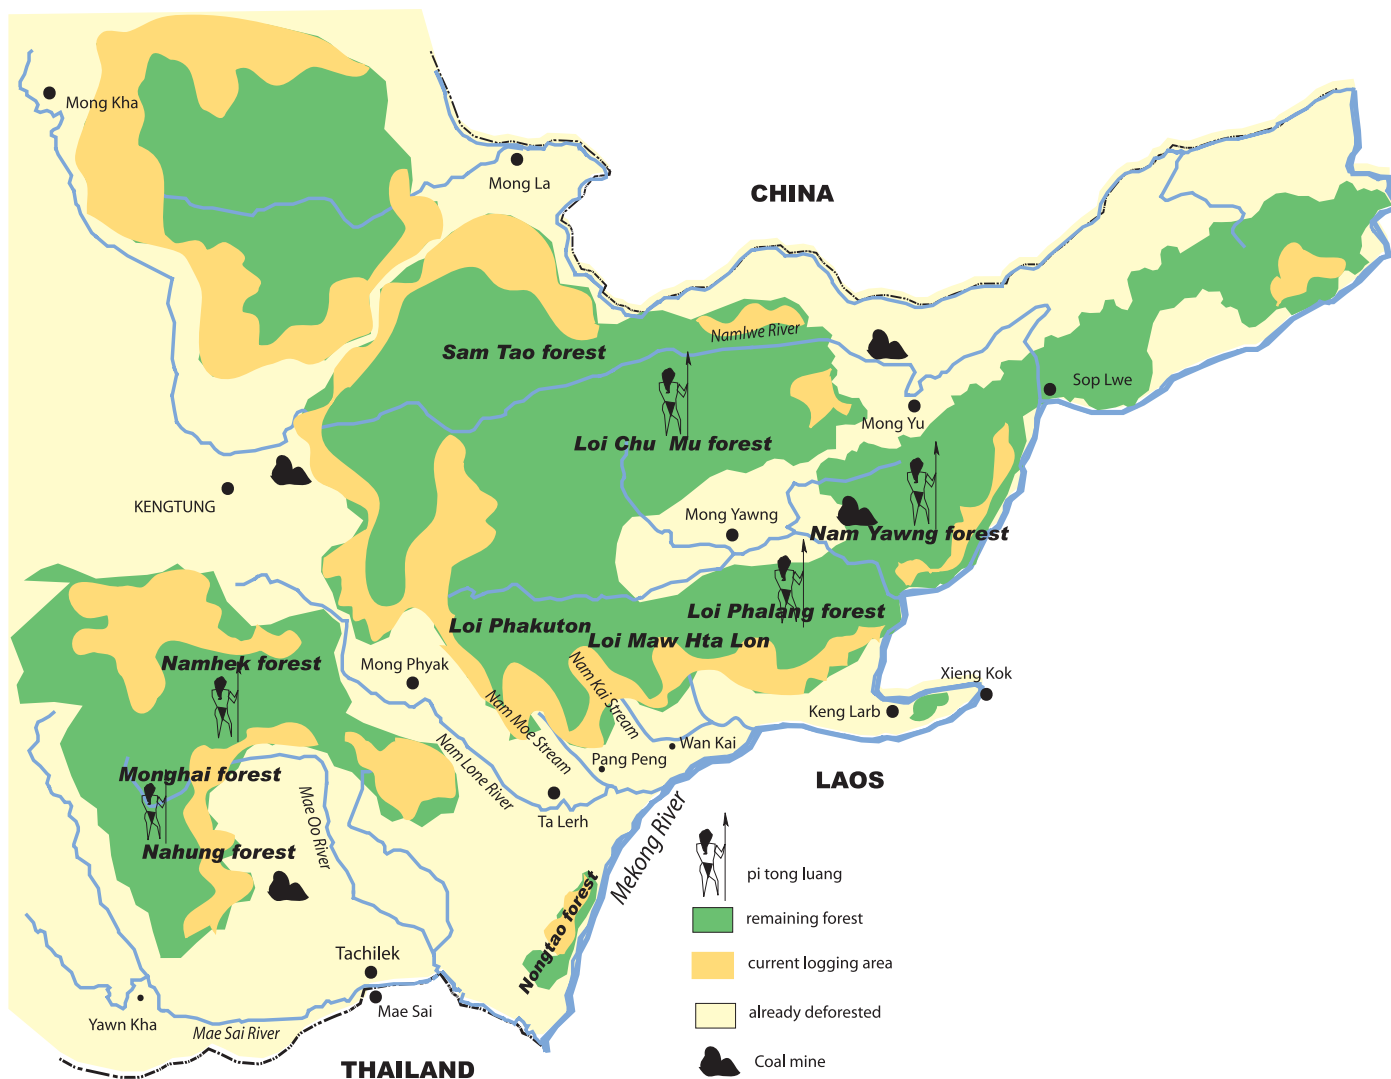 Mong Kha
Mong La
CHINA
Namlwe River
Sam Tao forest
Sop Lwe
Mong Yu
Loi Chu Mu forest
KENGTUNG
Mong Yawng
Nam Yawng forest
Loi Phalang forest
Loi Phakuton
Loi Maw Hta Lon
Namhek forest
Mong Phyak
Nam Kai Stream
Xieng Kok
Keng Larb
Nam Moe Stream
Wan Kai
Pang Peng
Nam Lone River
Monghai forest
LAOS
Mae Oo River
Ta Lerh
Mekong River
Nahung forest
pi tong luang
remaining forest
Nongtao forest
Tachilek
current logging area
Mae Sai
already deforested
Yawn Kha
Mae Sai River
Coal mine
THAILAND